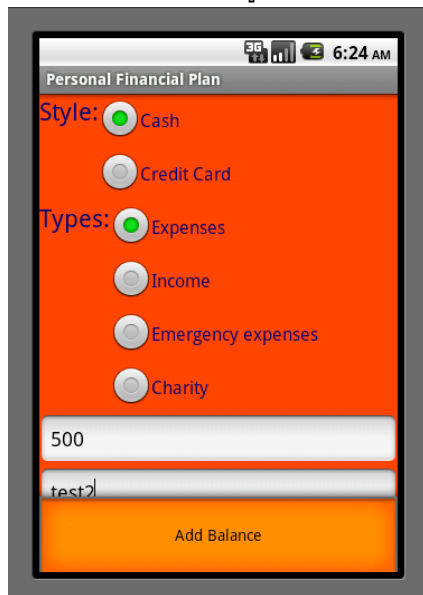 3G 6:24 AM
Personal Financial Plan
Style: Cash
Credit Card
Types: Expenses
Income
Emergency expenses
Charity
500
test2
Add Balance